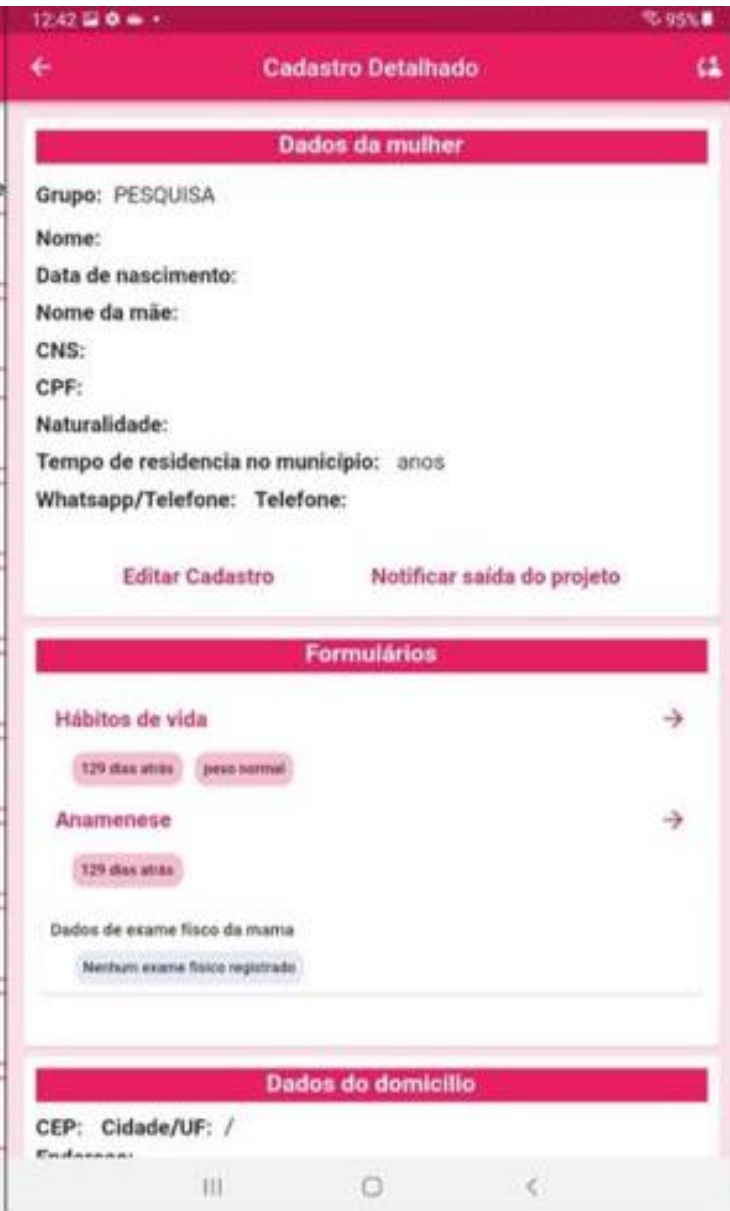 12:42
95%
Cadastro Detalhado
Dados da mulher
Grupo: PESQUISA
Nome:
Data de nascimento:
Nome da mãe:
CNS:
CPF:
Naturalidade:
Tempo de residencia no município: anos
Whatsapp/Telefone: Telefone:
Editar Cadastro Notificar saída do projeto
Formulários
Hábitos de vida
129 dias atrás peso normal
Anamenese
129 dias atrás
Dados de exame fisco da mama
Nenhum exame físico registrado
Dados do domicílio
CEP: Cidade/UF: /